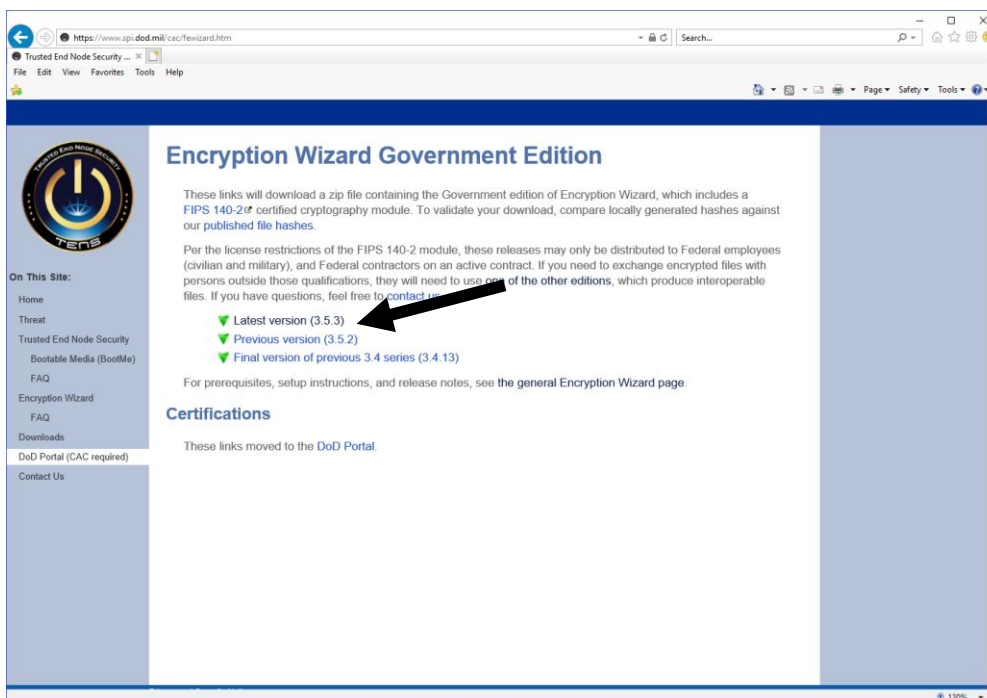 https://www.spi.dod.mil/cac/fewizard.htm
Search...
Trusted End Node Security ...
File Edit View Favorites Tools Help
Page Safety Tools
TRUSTED END NODE SECURITY
TENS
On This Site:
Home
Threat
Trusted End Node Security
Bootable Media (BootMe)
FAQ
Encryption Wizard
FAQ
Downloads
DoD Portal (CAC required)
Contact Us
Encryption Wizard Government Edition
These links will download a zip file containing the Government edition of Encryption Wizard, which includes a
FIPS 140-2 certified cryptography module. To validate your download, compare locally generated hashes against
our published file hashes.
Per the license restrictions of the FIPS 140-2 module, these releases may only be distributed to Federal employees
(civilian and military), and Federal contractors on an active contract. If you need to exchange encrypted files with
persons outside those qualifications, they will need to use one of the other editions, which produce interoperable
files. If you have questions, feel free to contact us
Latest version (3.5.3)
Previous version (3.5.2)
Final version of previous 3.4 series (3.4.13)
For prerequisites, setup instructions, and release notes, see the general Encryption Wizard page.
Certifications
These links moved to the DoD Portal.
120%